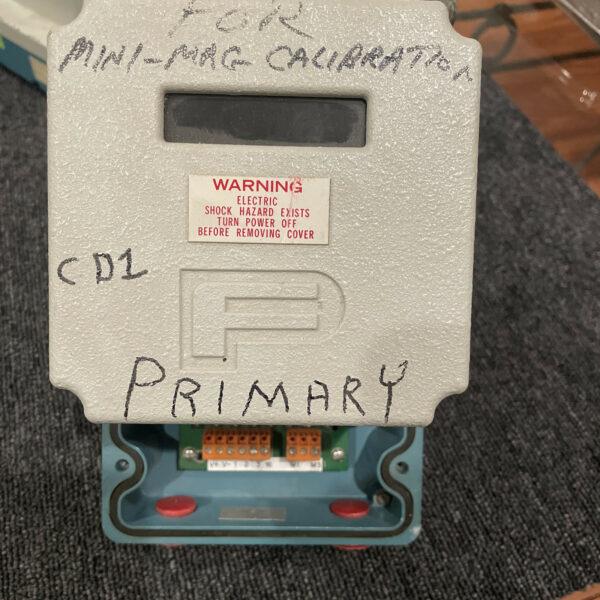 FOR
MINI-MAG CALIBRATION
WARNING
ELECTRIC
SHOCK HAZARD EXISTS
TURN POWER OFF
BEFORE REMOVING COVER
CD1
PRIMARY